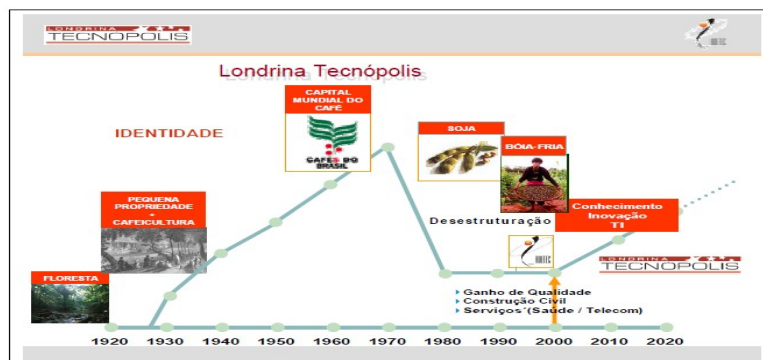 LONDRINA
TECNÓPOLIS
Londrina Tecnópolis
CAPITAL
MUNDIAL DO
CAFÉ
CAFÉS DO
BRASIL
IDENTIDADE
SOJA
BÓIA-FRIA
PEQUENA
PROPRIEDADE
+
CAFEICULTURA
Conhecimento
Inovação
TI
Desestruturação
FLORESTA
LONDRINA
TECNÓPOLIS
Ganho de Qualidade
Construção Civil
Serviços (Saúde / Telecom)
1920 1930 1940 1950 1960 1970 1980 1990 2000 2010 2020